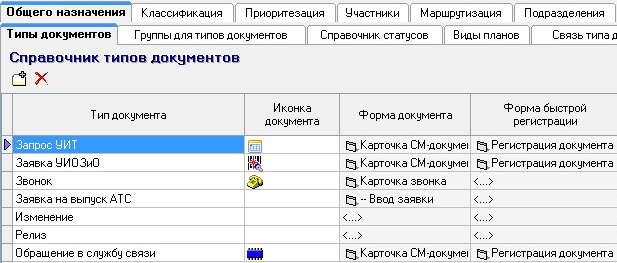 Общего назначения Классификация Приоритезация Участники Маршрутизация Подразделения
Типы документов Группы для типов документов Справочник статусов Виды планов Связь типа д
Справочник типов документов
Тип документа Иконка документа Форма документа Форма быстрой регистрации
Запрос УИТ Карточка СМ-докумен Регистрация документа
Заявка УИОЗиО Карточка СМ-докумен Регистрация документа
Звонок Карточка звонка <...>
Заявка на выпуск АТС -- Ввод заявки <...>
Изменение <...> <...>
Релиз <...> <...>
Обращение в службу связи Карточка СМ-докумен Регистрация документа